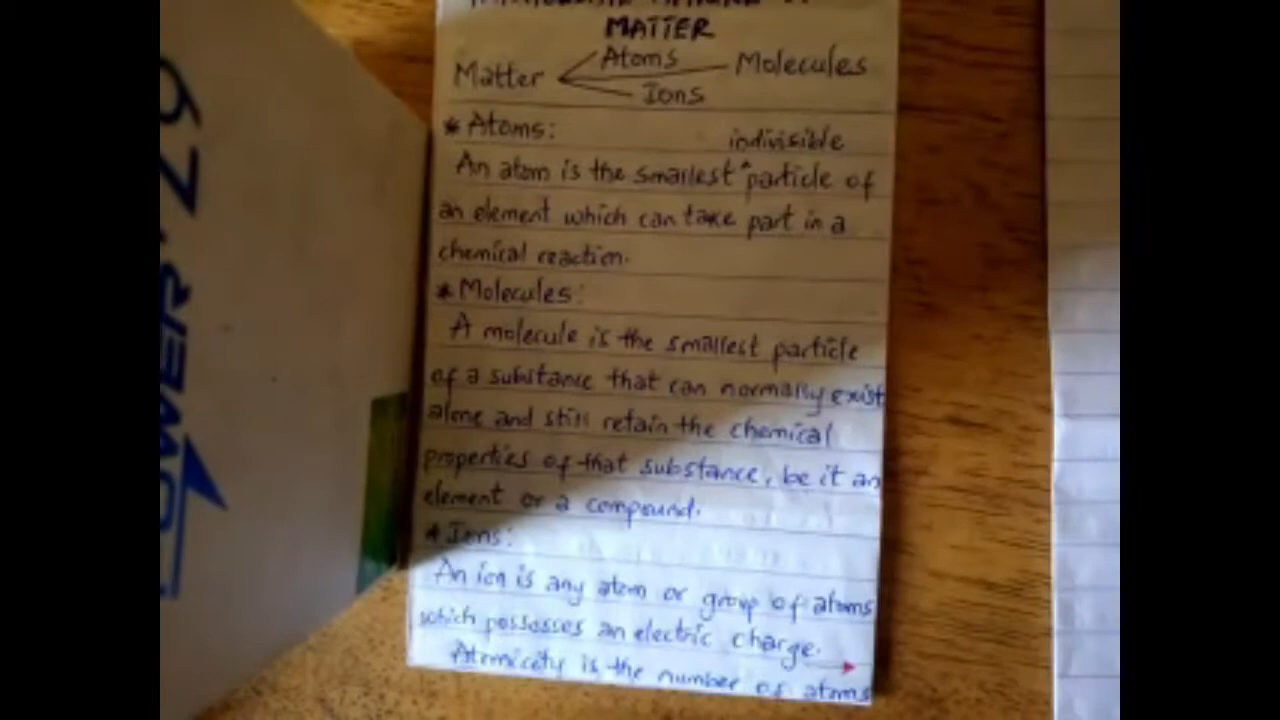 MATTER
Atoms
Matter Molecules
Ions
* Atoms:
indivisible
An atom is the smallest ^ particle of
an element which can take part in a
chemical reaction.
* Molecules:
A molecule is the smallest particle
of a substance that can normally exist
alone and still retain the chemical
properties of that substance, be it an
element or a compound.
* Ions:
An ion is any atom or group of atoms
which possosses an electric charge.
Atomicity is the number of atoms